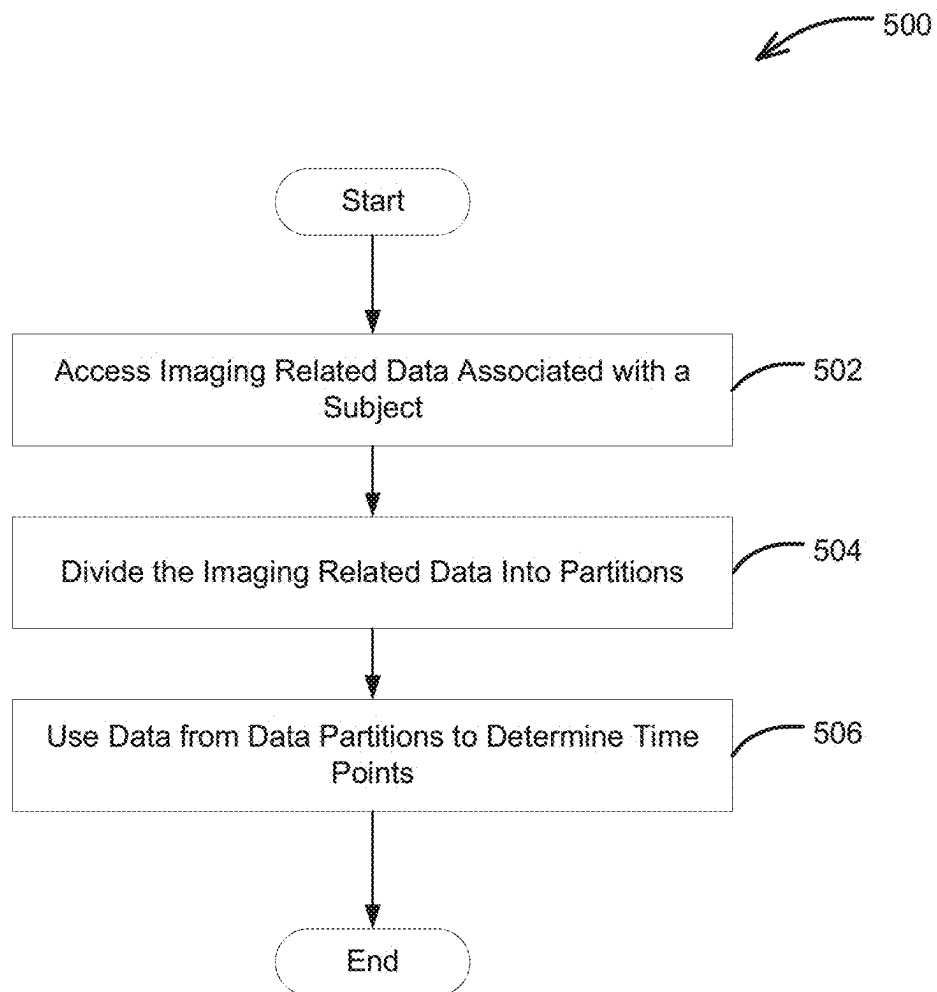 500
Start
Access Imaging Related Data Associated with a
Subject
502
Divide the Imaging Related Data Into Partitions
504
Use Data from Data Partitions to Determine Time
Points
506
End